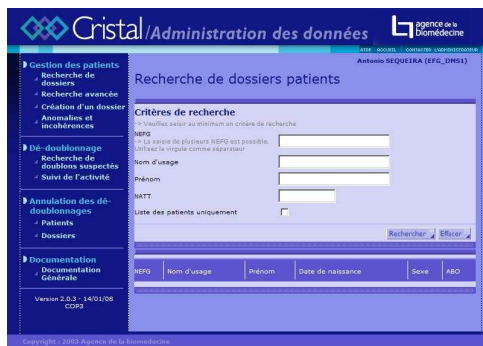 Cristal /Administration des données
agence de la
biomédecine
AIDE ACCUEIL CONTACTER L'ADMINISTRATEUR
Antonio SEQUEIRA (EFG_DMS1)
Gestion des patients
Recherche de
dossiers
Recherche avancée
Création d'un dossier
Anomalies et
incohérences
Dé-doublonnage
Recherche de
doublons suspectés
Suivi de l'activité
Annulation des dé-
doublonnages
Patients
Dossiers
Documentation
Documentation
Générale
Version 2.0.3 - 14/01/08
COP3
Recherche de dossiers patients
Critères de recherche
-> Veuillez saisir au minimum un critère de recherche
NEFG
-> La saisie de plusieurs NEFG est possible.
Utilisez la virgule comme séparateur
Nom d'usage
Prénom
NATT
Liste des patients uniquement
Rechercher Effacer
NEFG Nom d'usage Prénom Date de naissance Sexe ABO
Copyright : 2003 Agence de la biomedecine